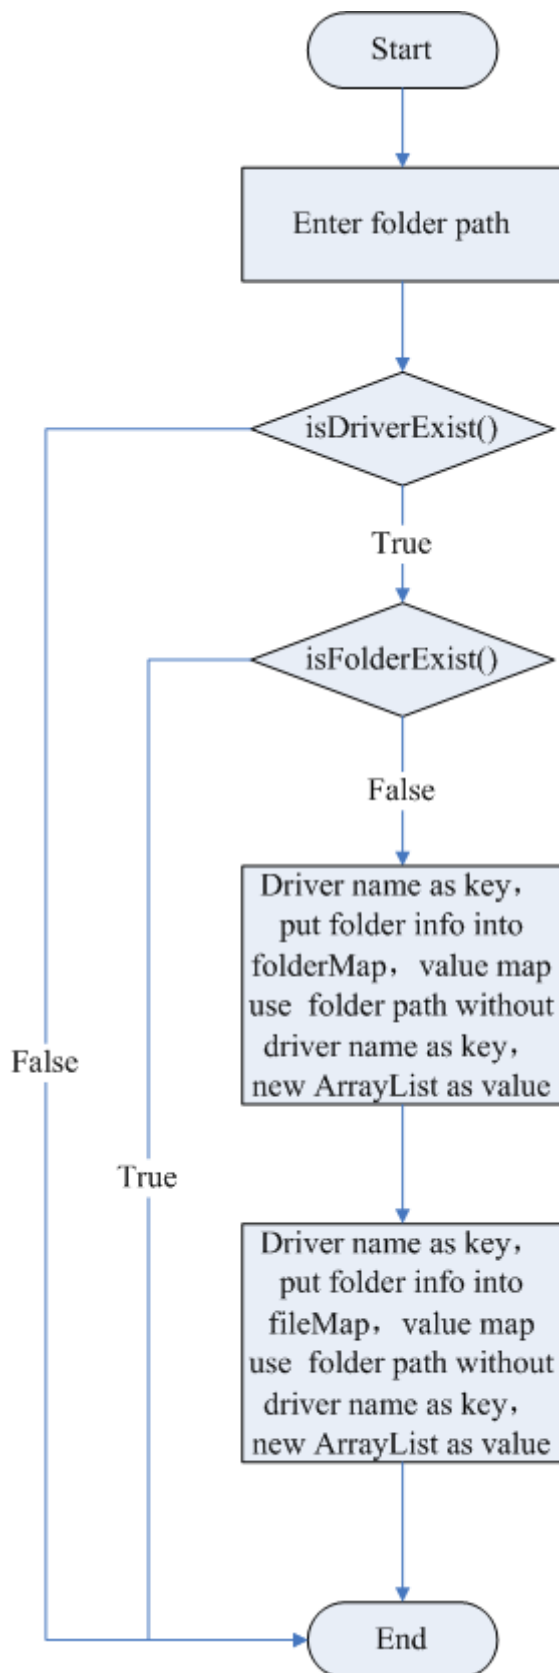 Start
Enter folder path
isDriverExist()
True
isFolderExist()
False
Driver name as key，
put folder info into
folderMap，value map
use  folder path without
driver name as key，
new ArrayList as value
False
True
Driver name as key，
put folder info into
fileMap，value map
use  folder path without
driver name as key，
new ArrayList as value
End